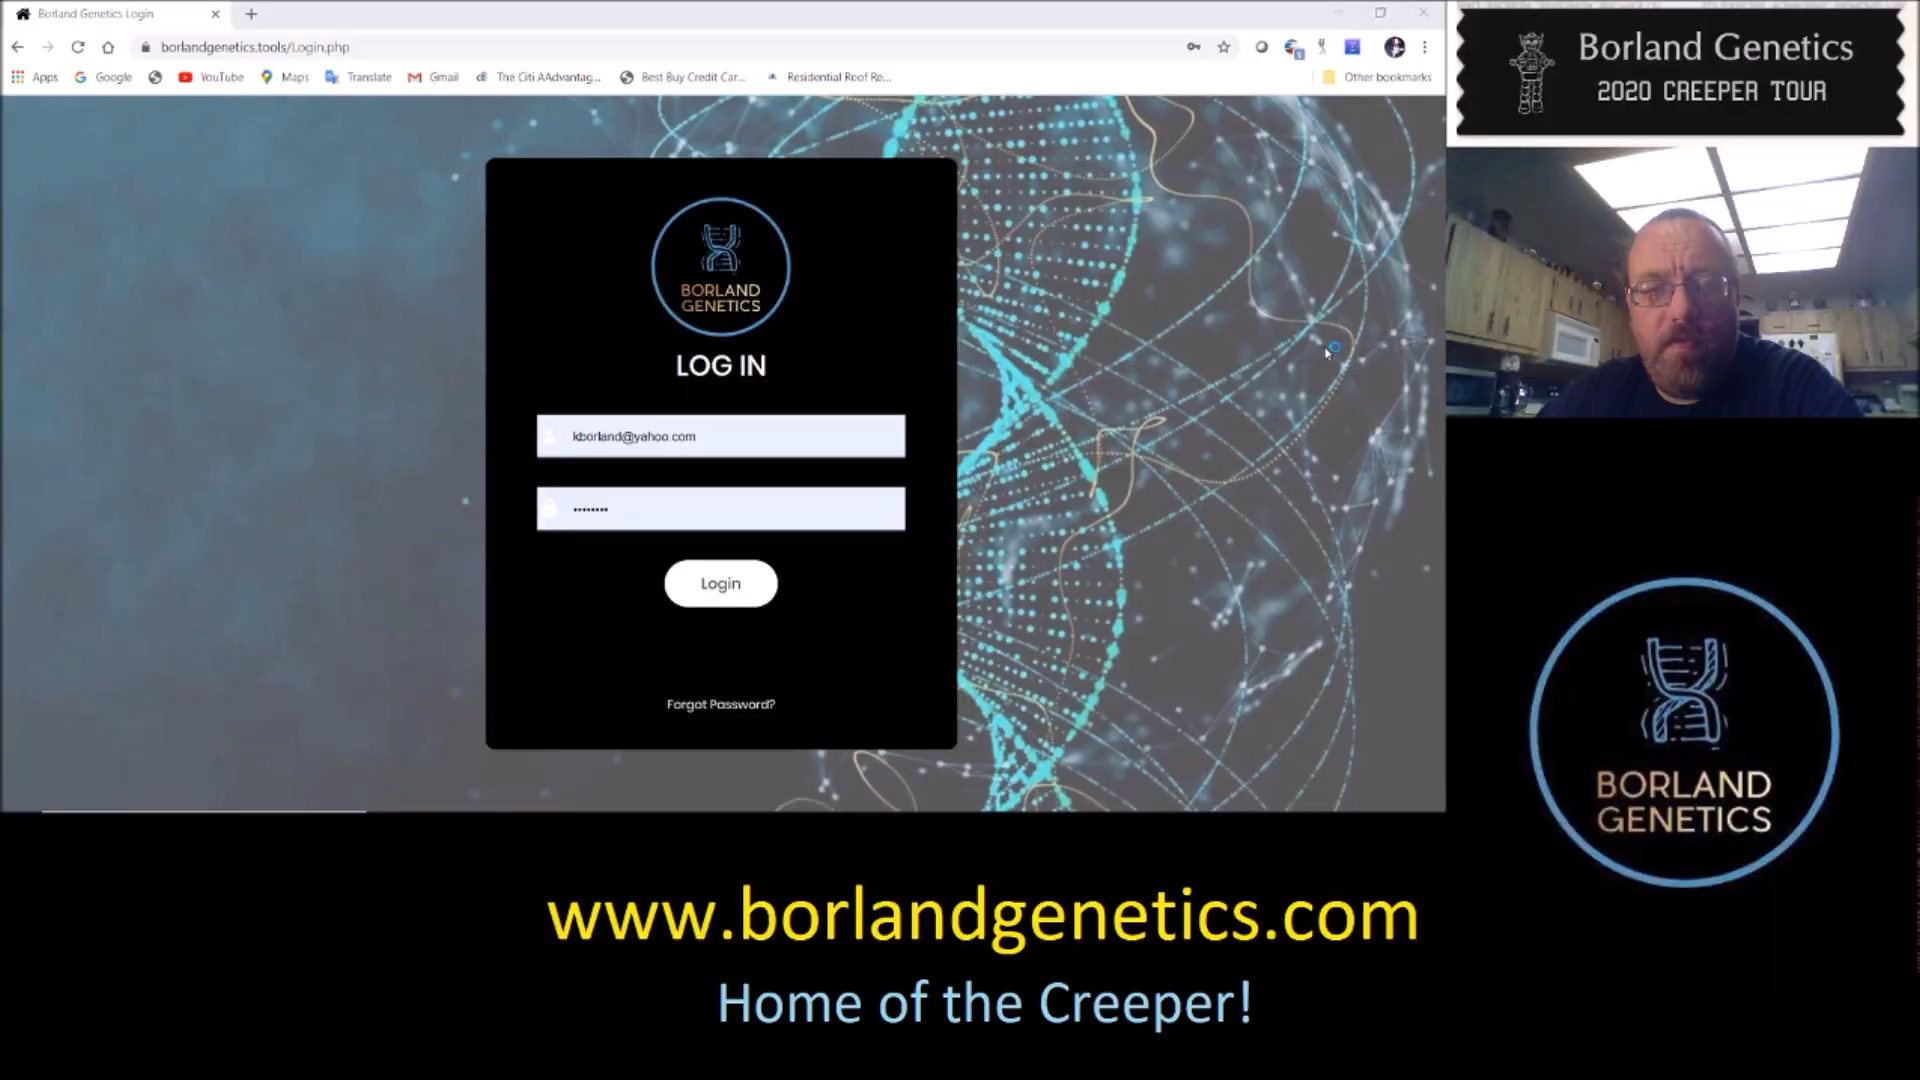 Borland Genetics Login
borlandgenetics.tools/Login.php
Apps Google YouTube Maps Translate Gmail The Citi AAdvantag... Best Buy Credit Car... Residential Roof Re... Other bookmarks
Borland Genetics
2020 CREEPER TOUR
BORLAND
GENETICS
LOG IN
kborland@yahoo.com
••••••••
Login
Forgot Password?
BORLAND
GENETICS
www.borlandgenetics.com
Home of the Creeper!